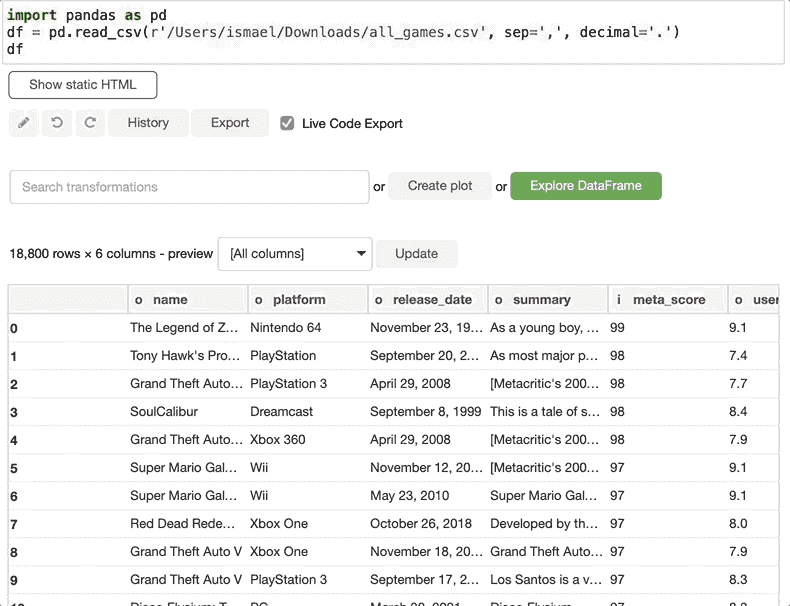 import pandas as pd
df = pd.read_csv(r'/Users/ismael/Downloads/all_games.csv', sep=',', decimal='.')
df
Show static HTML
History Export Live Code Export
Search transformations or Create plot or Explore DataFrame
18,800 rows × 6 columns - preview [All columns] Update
o name o platform o release_date o summary i meta_score o user
0 The Legend of Z... Nintendo 64 November 23, 19... As a young boy, ... 99 9.1
1 Tony Hawk's Pro... PlayStation September 20, 2... As most major p... 98 7.4
2 Grand Theft Auto... PlayStation 3 April 29, 2008 [Metacritic's 200... 98 7.7
3 SoulCalibur Dreamcast September 8, 1999 This is a tale of s... 98 8.4
4 Grand Theft Auto... Xbox 360 April 29, 2008 [Metacritic's 200... 98 7.9
5 Super Mario Gal... Wii November 12, 20... [Metacritic's 200... 97 9.1
6 Super Mario Gal... Wii May 23, 2010 Super Mario Gal... 97 9.1
7 Red Dead Rede... Xbox One October 26, 2018 Developed by th... 97 8.0
8 Grand Theft Auto V Xbox One November 18, 20... Grand Theft Auto... 97 7.9
9 Grand Theft Auto V PlayStation 3 September 17, 2... Los Santos is a v... 97 8.3